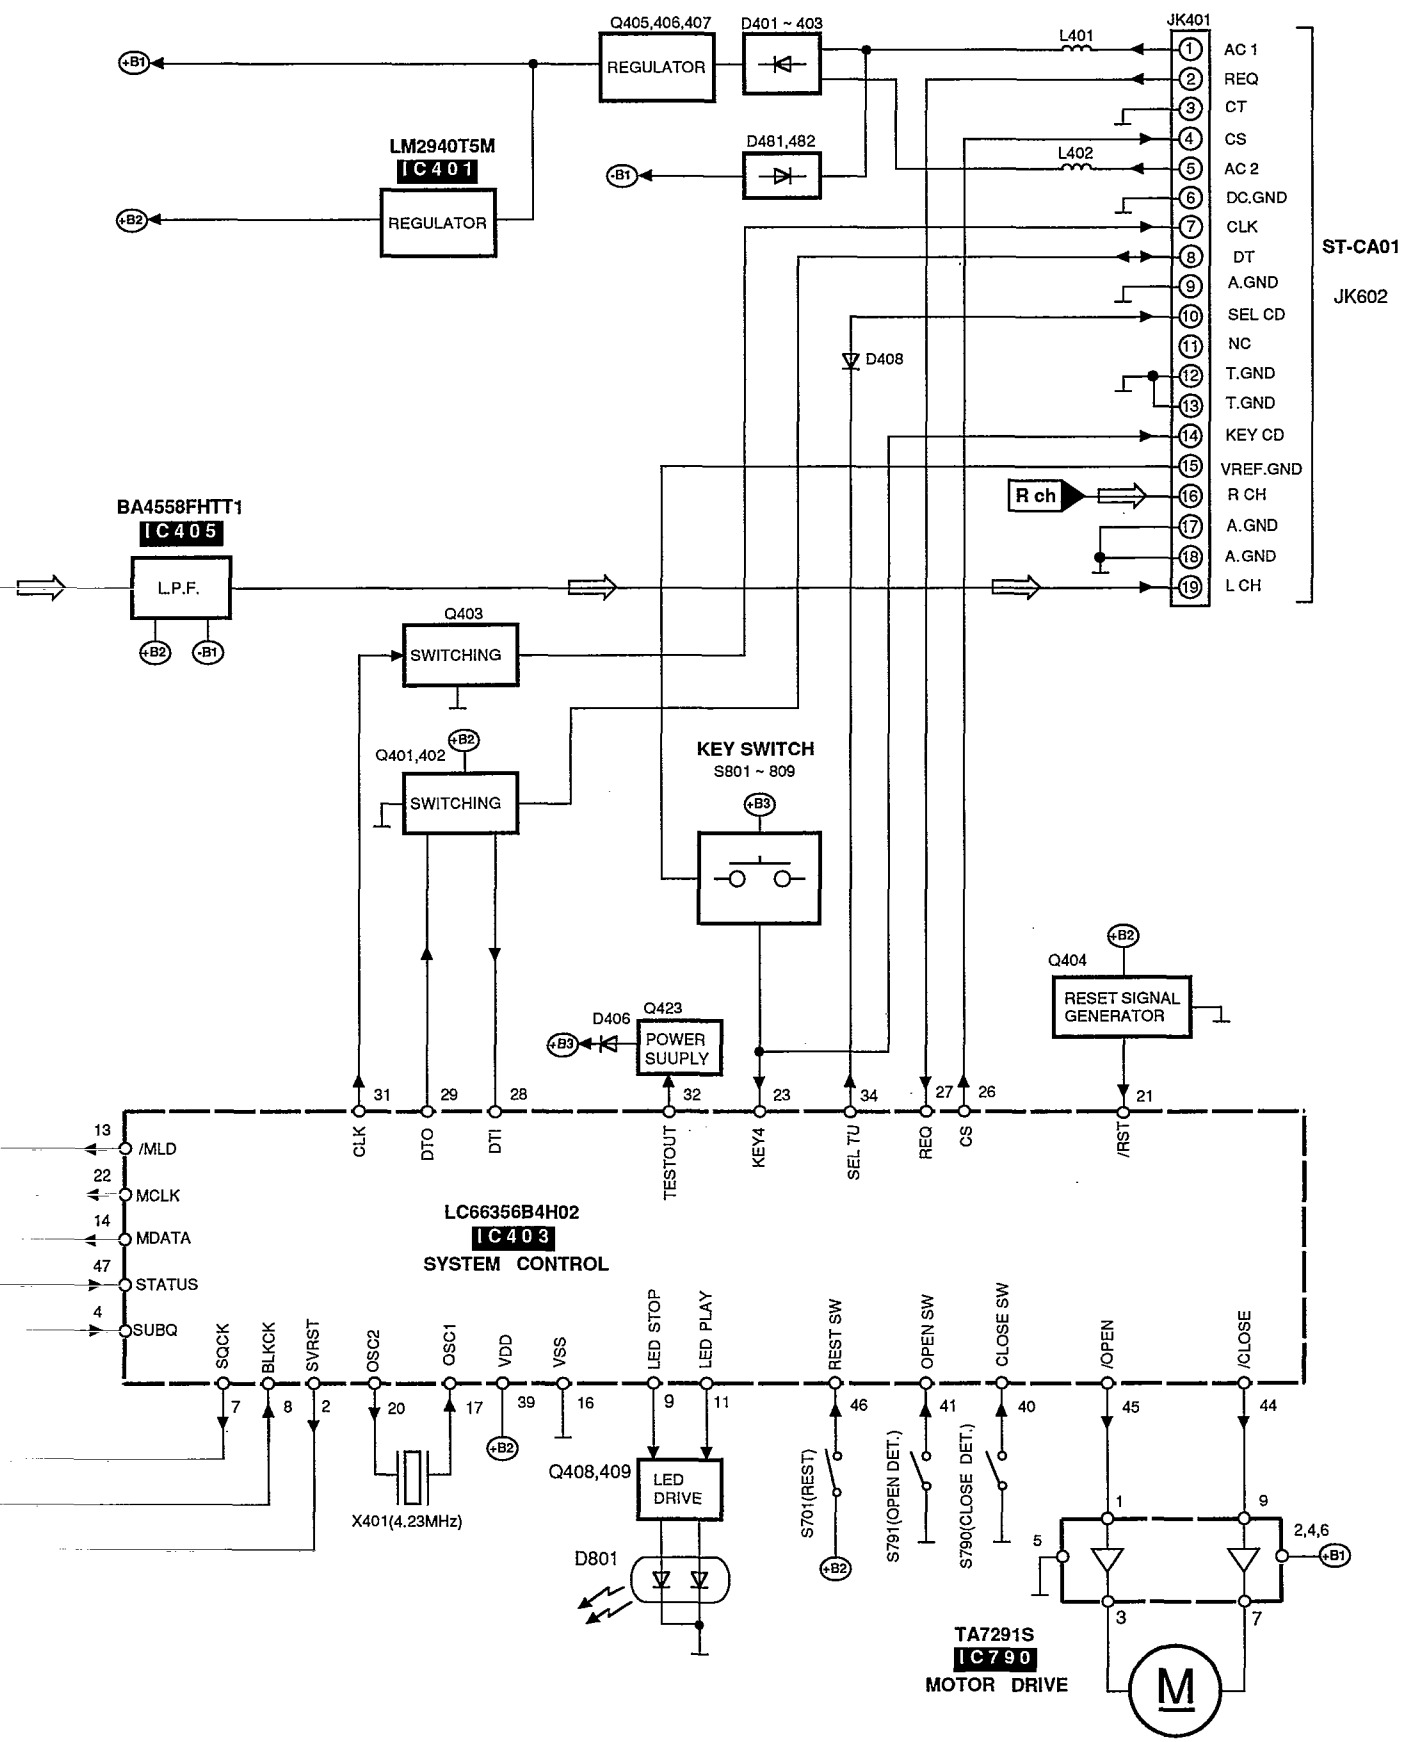 Q405,406,407
D401 ~ 403
JK401
+B1
REGULATOR
L401
1 AC 1
2 REQ
3 CT
LM2940T5M
IC401
D481,482
4 CS
-B1
L402
5 AC 2
6 DC.GND
+B2
REGULATOR
7 CLK
8 DT
ST-CA01
9 A.GND
JK602
10 SEL CD
11 NC
D408
12 T.GND
13 T.GND
14 KEY CD
15 VREF.GND
R ch
16 R CH
BA4558FHTT1
IC405
17 A.GND
18 A.GND
L.P.F.
19 L CH
+B2
-B1
Q403
SWITCHING
Q401,402
+B2
SWITCHING
KEY SWITCH
S801 ~ 809
+B3
+B2
Q404
RESET SIGNAL
GENERATOR
D406
Q423
+B3
POWER
SUUPLY
31
29
28
32
23
34
27
26
21
CLK
DTO
DTI
TESTOUT
KEY4
SEL TU
REQ
CS
/RST
13
/MLD
22
MCLK
14
MDATA
47
STATUS
4
SUBQ
LC66356B4H02
IC403
SYSTEM CONTROL
SQCK
BLKCK
SVRST
OSC2
OSC1
VDD
VSS
LED STOP
LED PLAY
REST SW
OPEN SW
CLOSE SW
/OPEN
/CLOSE
7
8
2
20
17
39
16
9
11
46
41
40
45
44
+B2
X401(4.23MHz)
Q408,409
LED
DRIVE
D801
S701(REST)
+B2
S791(OPEN DET.)
S790(CLOSE DET.)
1
9
5
2,4,6
+B1
3
7
TA7291S
IC790
MOTOR DRIVE
M